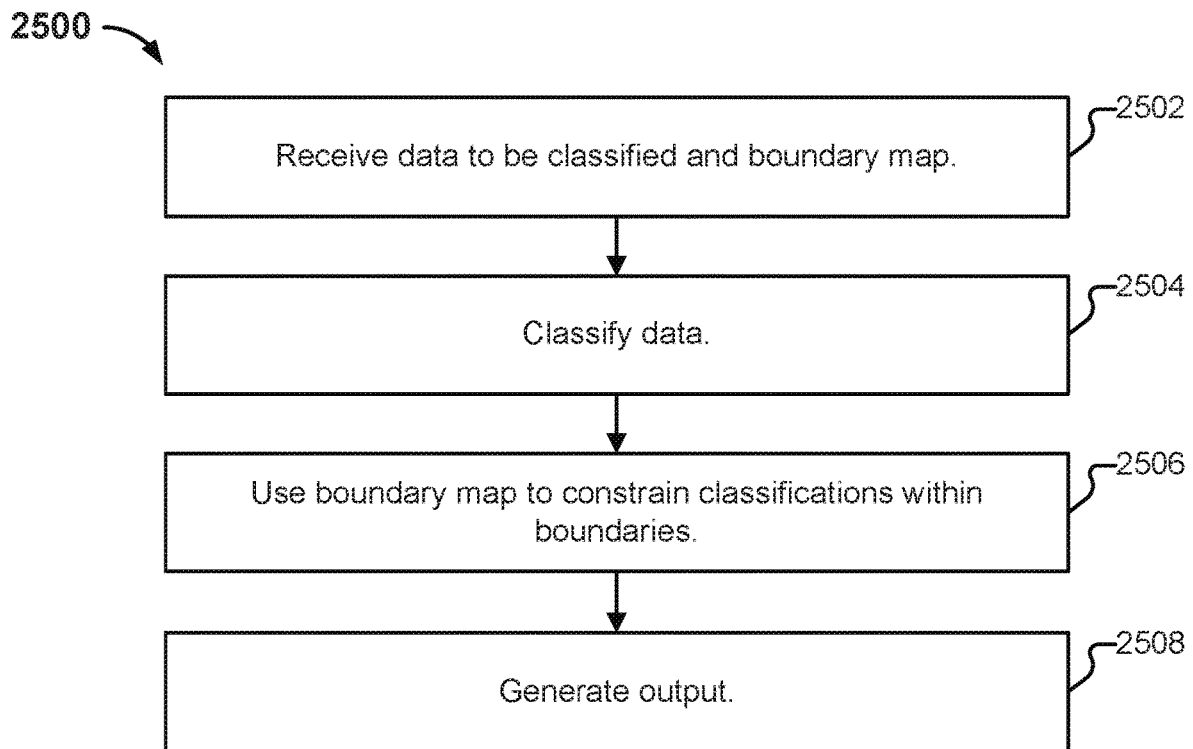 2500
2502
Receive data to be classified and boundary map.
2504
Classify data.
2506
Use boundary map to constrain classifications within
boundaries.
2508
Generate output.